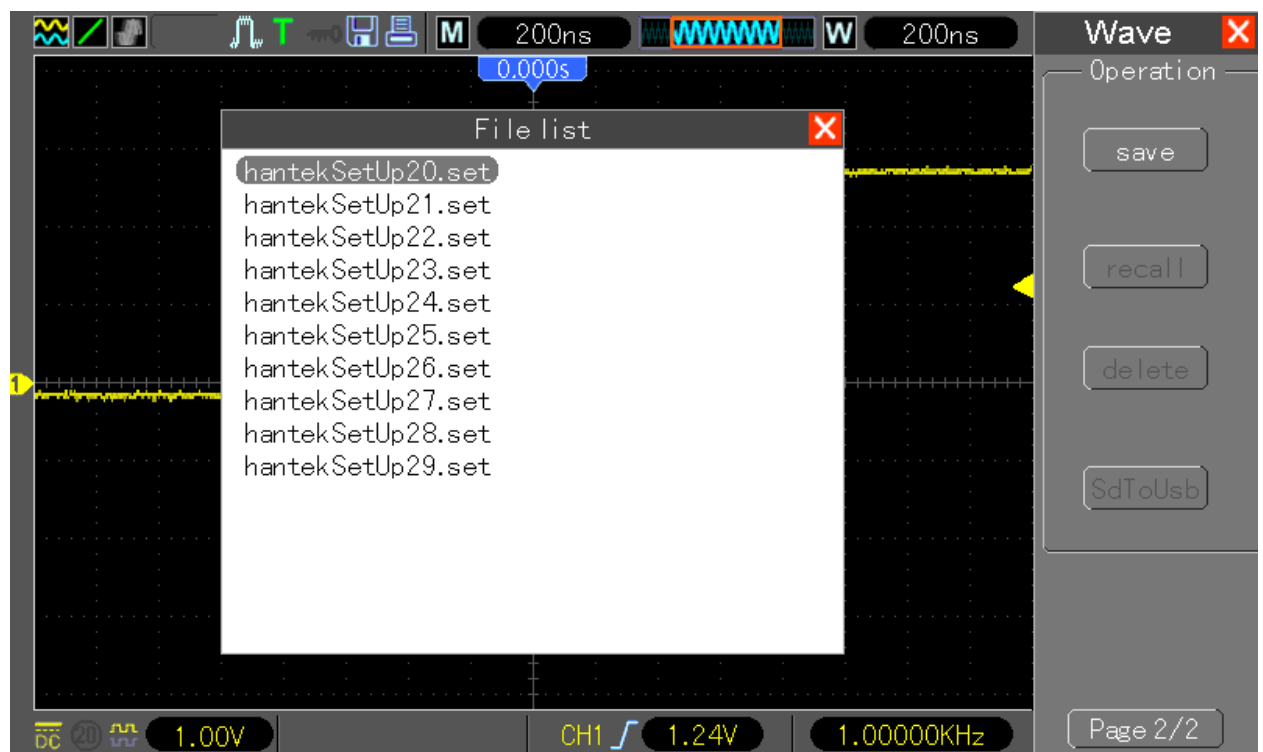 T M 200ns W 200ns Wave
0.000s
Operation
File list
save
hantekSetUp20.set
hantekSetUp21.set
hantekSetUp22.set
hantekSetUp23.set
recall
hantekSetUp24.set
hantekSetUp25.set
hantekSetUp26.set
delete
1
hantekSetUp27.set
hantekSetUp28.set
hantekSetUp29.set
SdToUsb
DC 20 1.00V CH1 1.24V 1.00000KHz Page 2/2